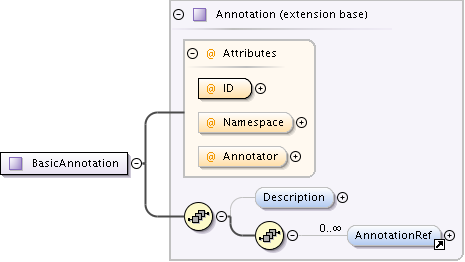 Annotation (extension base)
@ Attributes
@ ID
@ Namespace
@ Annotator
BasicAnnotation
Description
0..∞
AnnotationRef